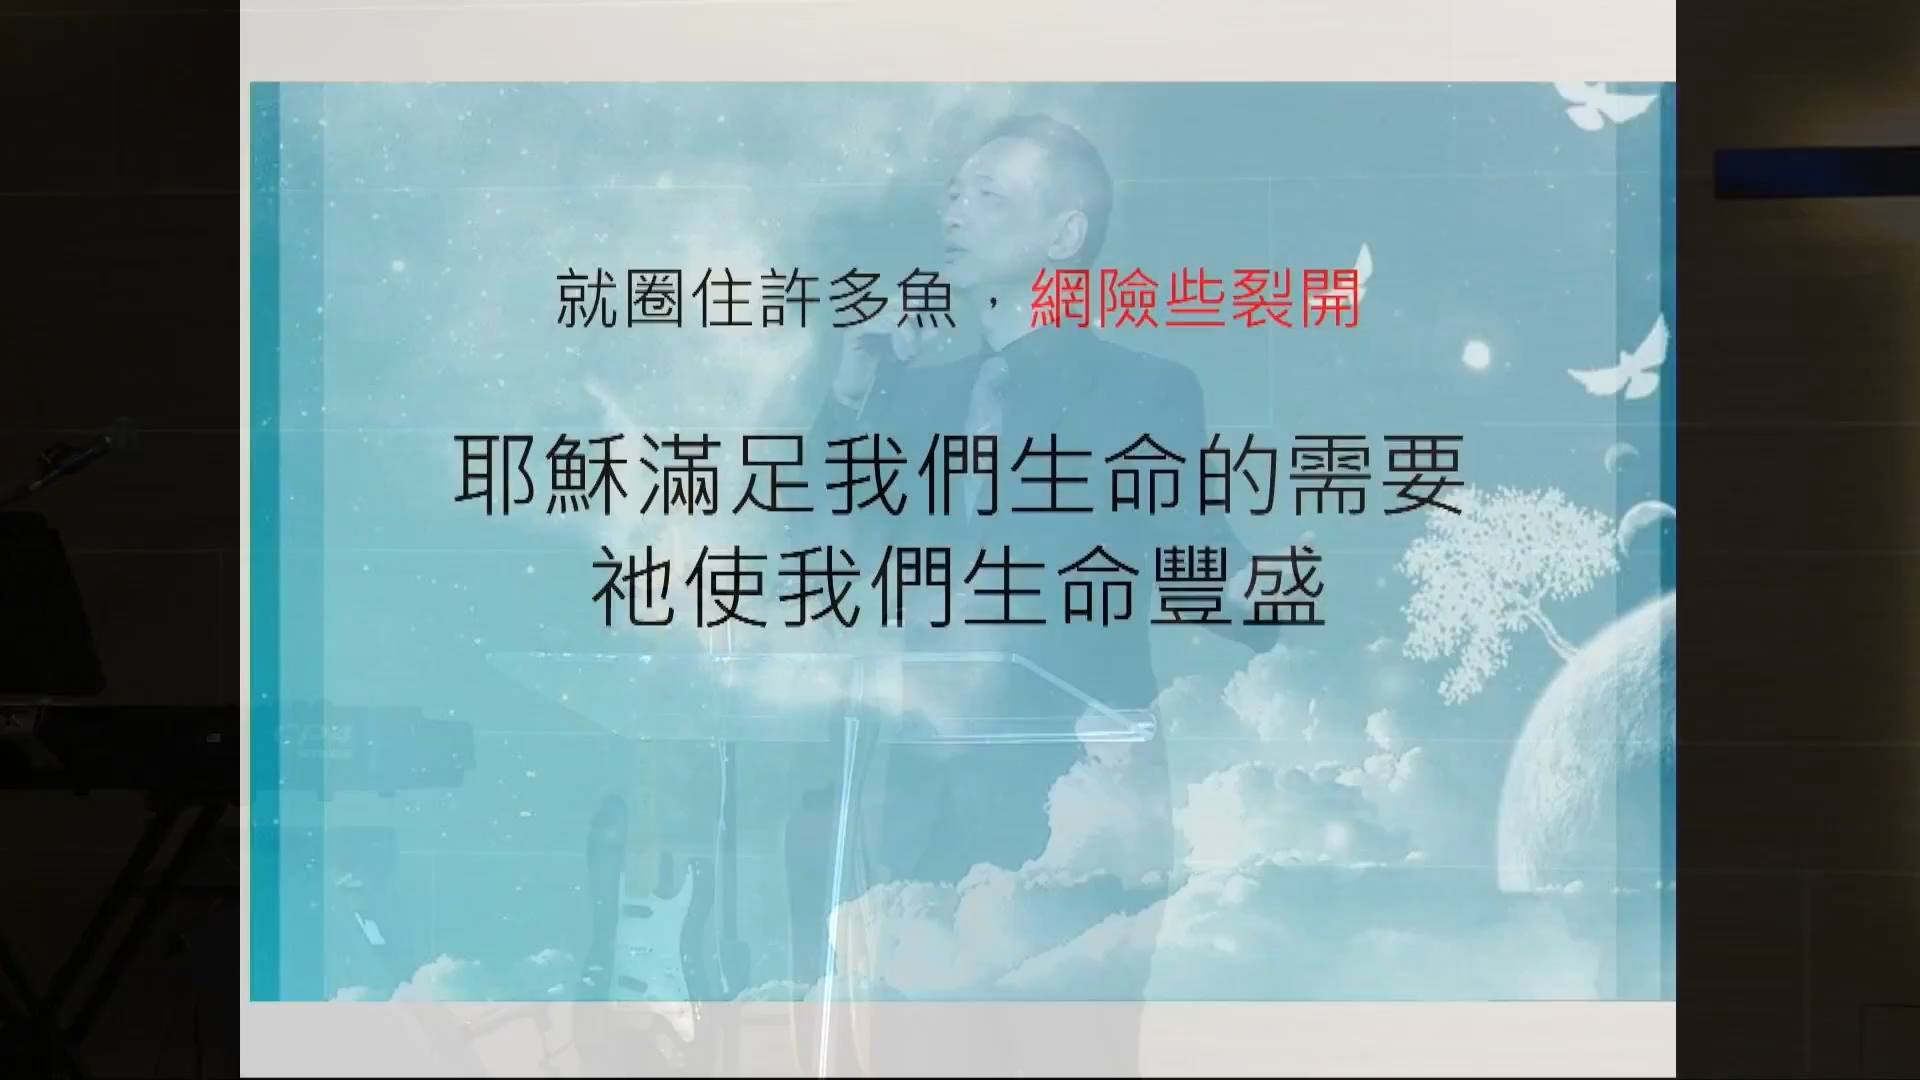 就圈住許多魚，網險些裂開
耶穌滿足我們生命的需要
祂使我們生命豐盛